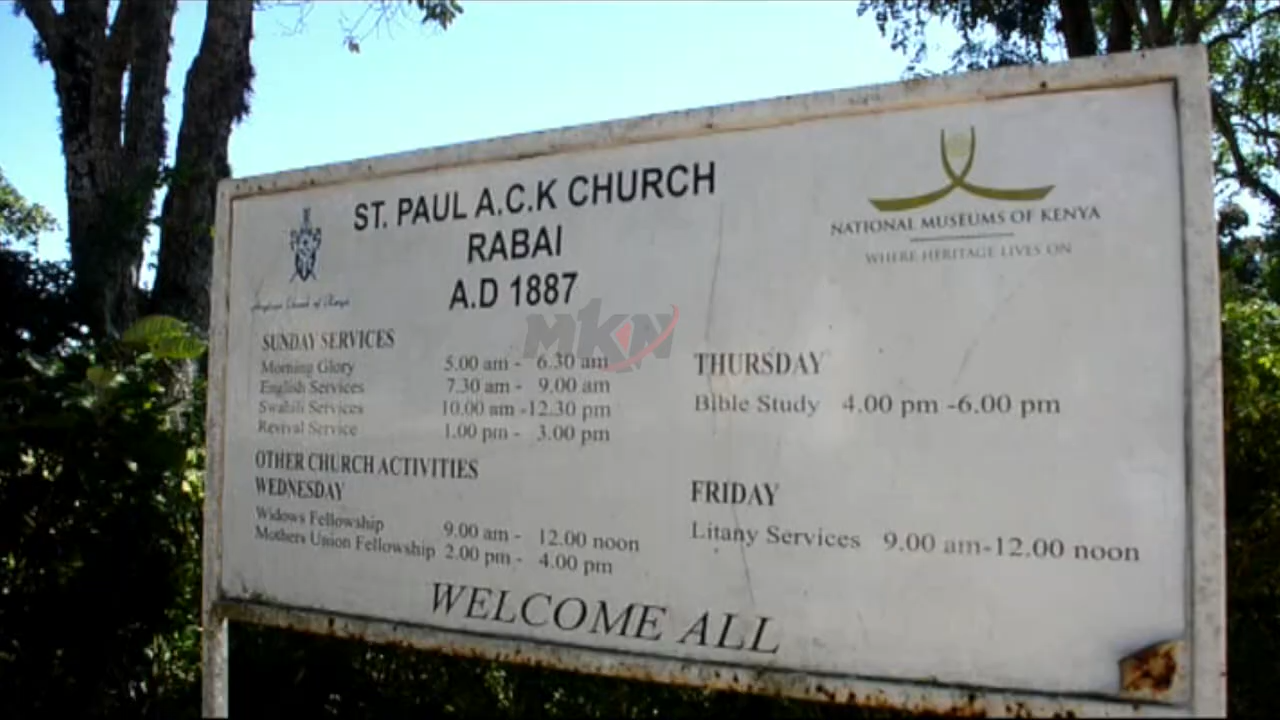 ST. PAUL A.C.K CHURCH
RABAI
A.D 1887
Anglican Church of Kenya
NATIONAL MUSEUMS OF KENYA
WHERE HERITAGE LIVES ON
MKN
SUNDAY SERVICES
Morning Glory 5.00 am - 6.30 am
English Services 7.30 am - 9.00 am
Swahili Services 10.00 am -12.30 pm
Revival Service 1.00 pm - 3.00 pm
OTHER CHURCH ACTIVITIES
WEDNESDAY
Widows Fellowship 9.00 am - 12.00 noon
Mothers Union Fellowship 2.00 pm - 4.00 pm
THURSDAY
Bible Study 4.00 pm -6.00 pm
FRIDAY
Litany Services 9.00 am-12.00 noon
WELCOME ALL